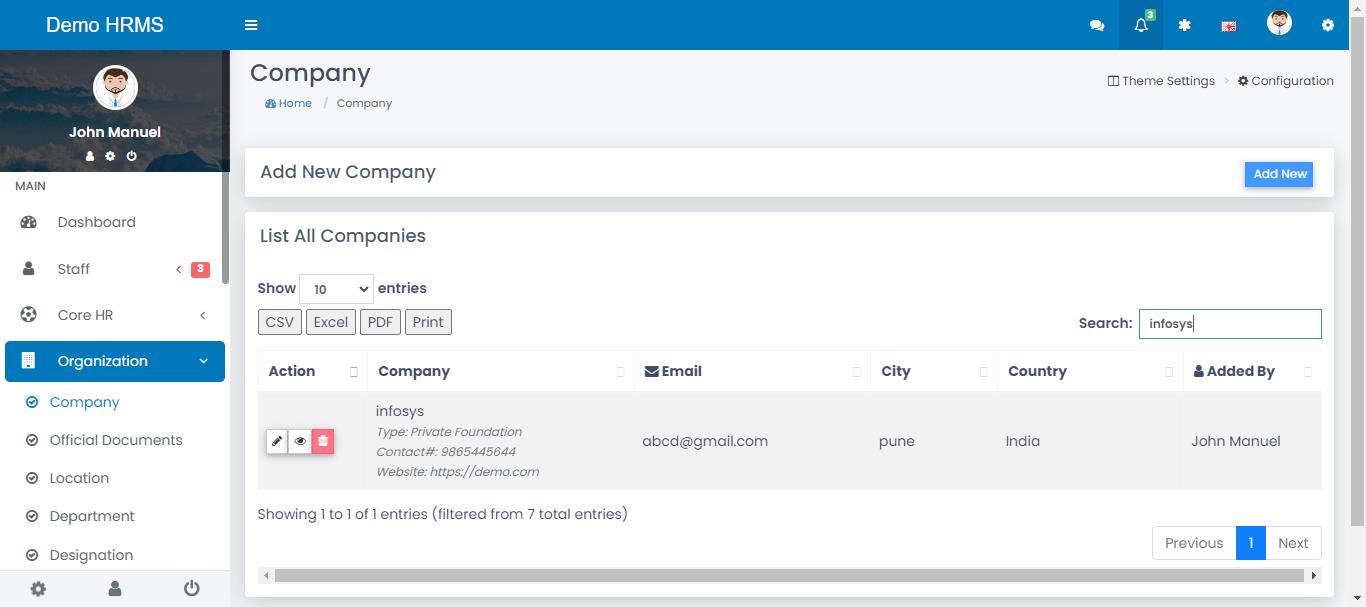 Demo HRMS
3
John Manuel
MAIN
Dashboard
Staff 3
Core HR
Organization
Company
Official Documents
Location
Department
Designation
Company
Home / Company
Theme Settings > Configuration
Add New Company
Add New
List All Companies
Show 10 entries
CSV Excel PDF Print
Search: infosys
Action Company Email City Country Added By
infosys
Type: Private Foundation
Contact#: 9865445644
Website: https://demo.com
abcd@gmail.com
pune
India
John Manuel
Showing 1 to 1 of 1 entries (filtered from 7 total entries)
Previous 1 Next